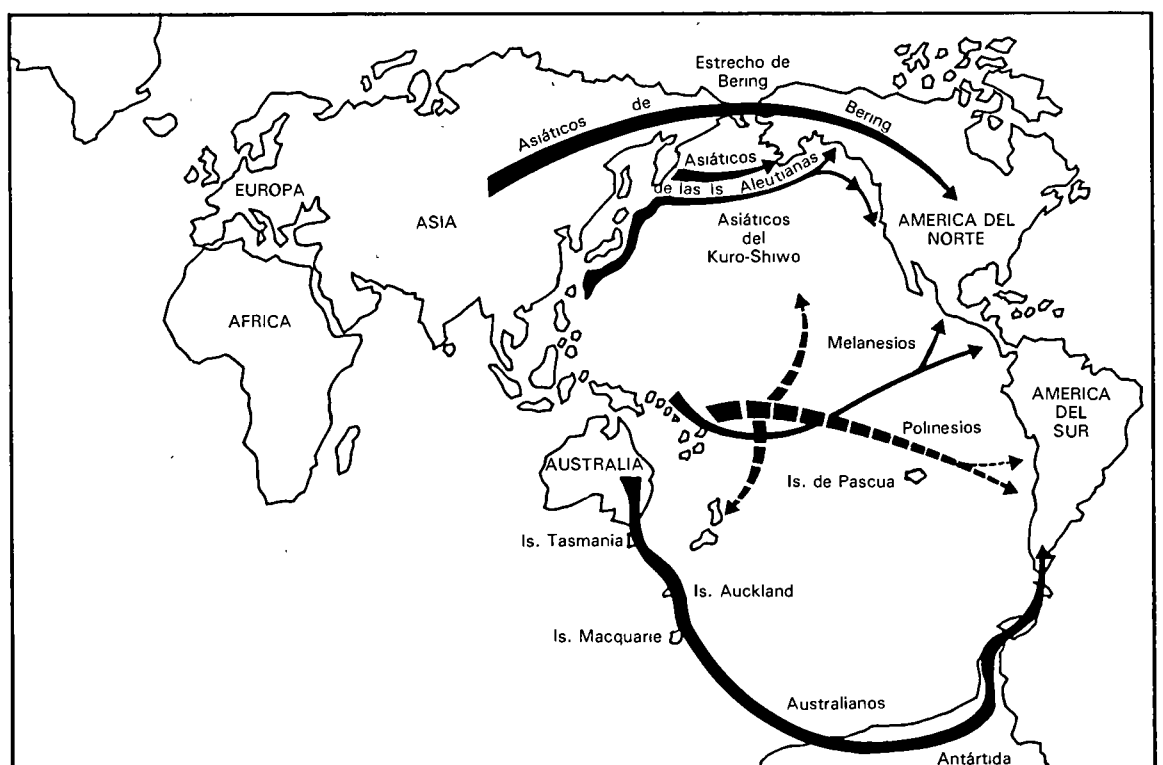 Estrecho de
Bering
Asiáticos de Bering
Asiáticos
de las is Aleutianas
EUROPA
ASIA
Asiáticos
del
Kuro-Shiwo
AMERICA DEL
NORTE
AFRICA
Melanesios
AMERICA
DEL
SUR
Polinesios
AUSTRALIA
Is. de Pascua
Is. Tasmania
Is. Auckland
Is. Macquarie
Australianos
Antártida